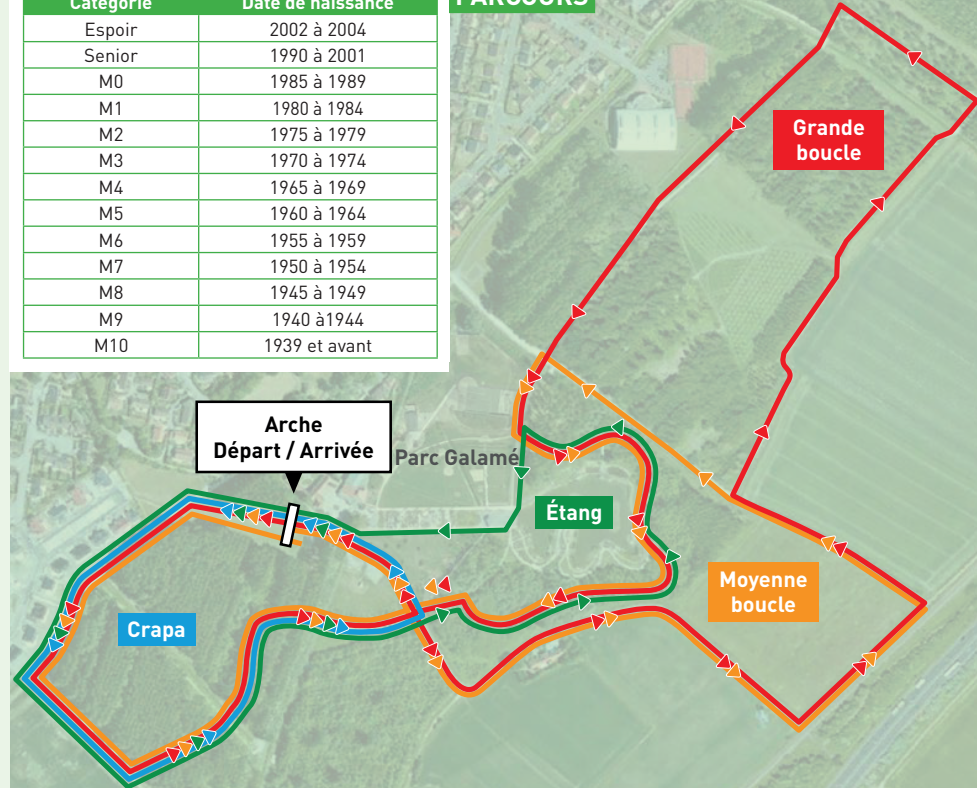 Catégorie Date de naissance
Espoir 2002 à 2004
Senior 1990 à 2001
M0 1985 à 1989
M1 1980 à 1984
M2 1975 à 1979
M3 1970 à 1974
M4 1965 à 1969
M5 1960 à 1964
M6 1955 à 1959
M7 1950 à 1954
M8 1945 à 1949
M9 1940 à1944
M10 1939 et avant
PARCOURS
Grande
boucle
Arche
Départ / Arrivée
Parc Galamé
Étang
Moyenne
boucle
Crapa